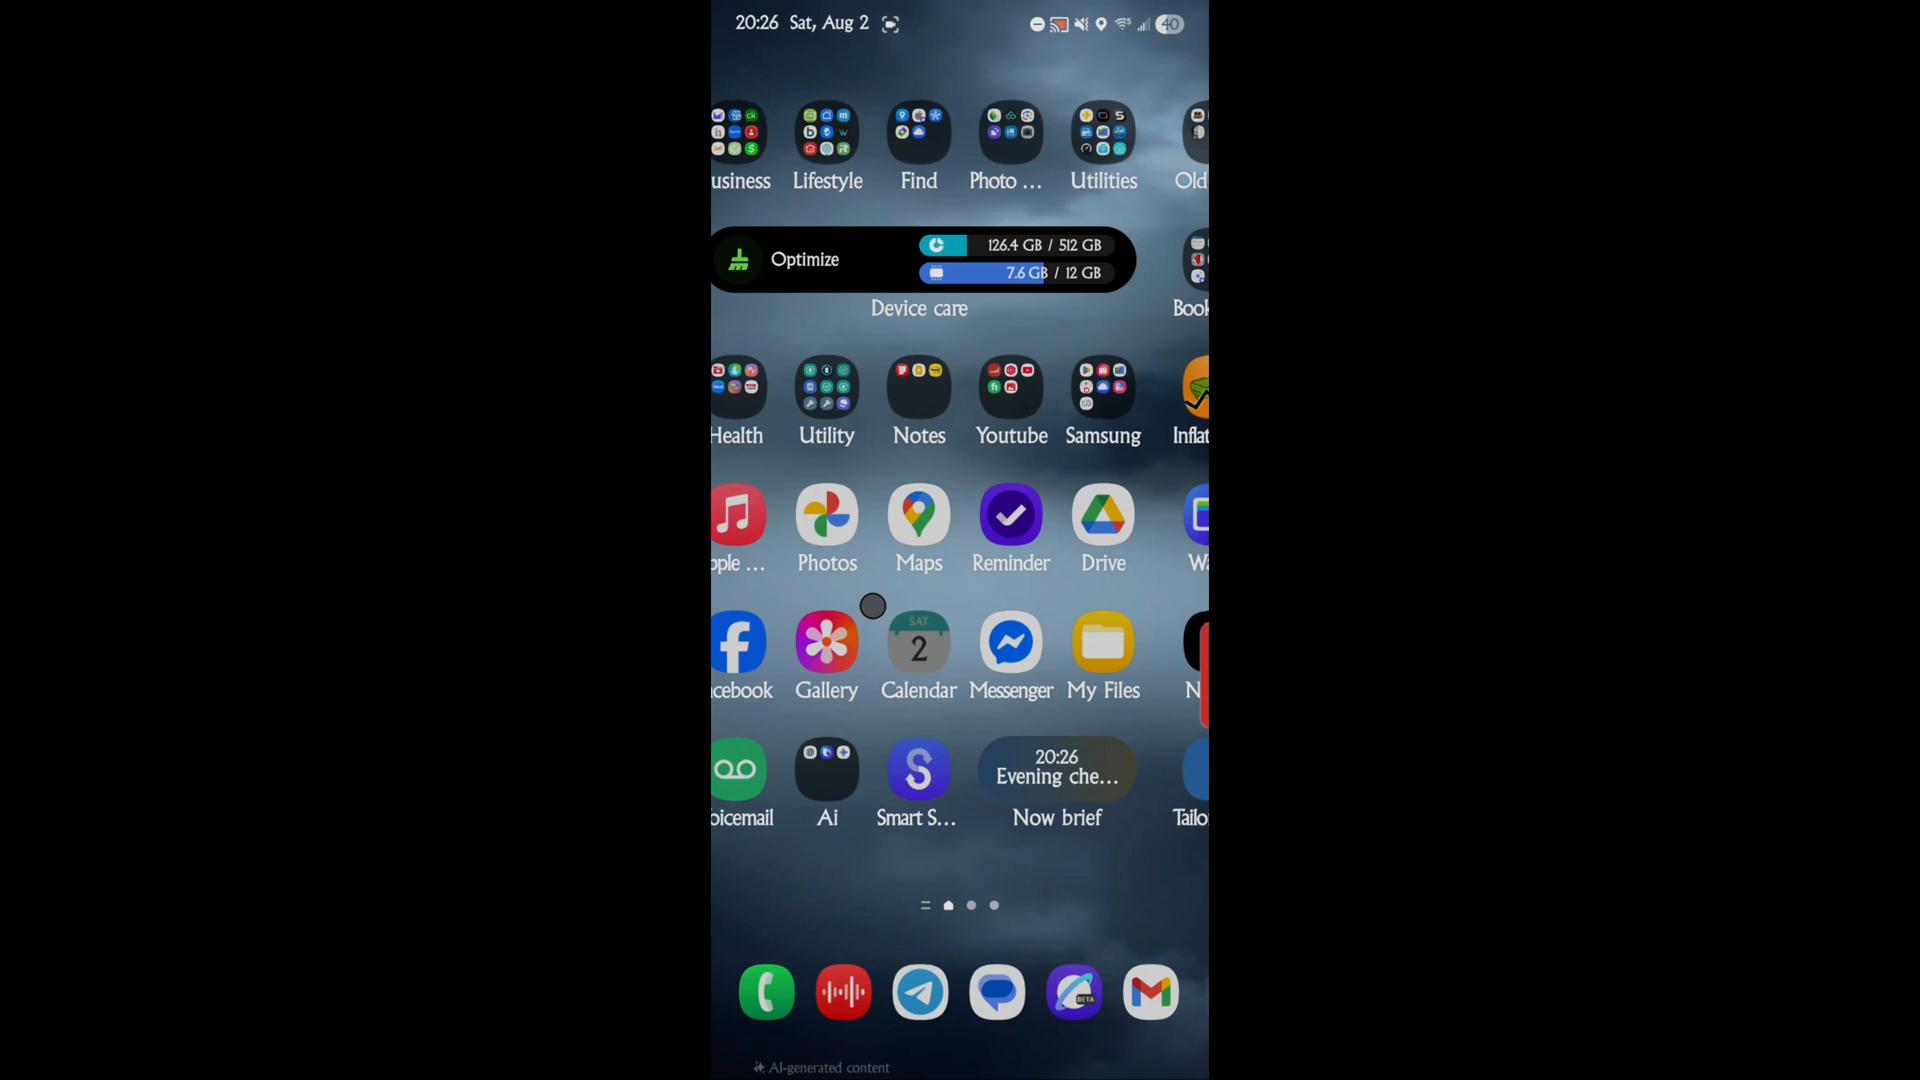 20:26 Sat, Aug 2
40
usiness Lifestyle Find Photo ... Utilities Old
Optimize
126.4 GB / 512 GB
7.6 GB / 12 GB
Device care
Book
Health Utility Notes Youtube Samsung Inflat
pple ... Photos Maps Reminder Drive Wa
SAT
2
cebook Gallery Calendar Messenger My Files N
20:26
Evening che...
oicemail Ai Smart S... Now brief Tailo
BETA
AI-generated content